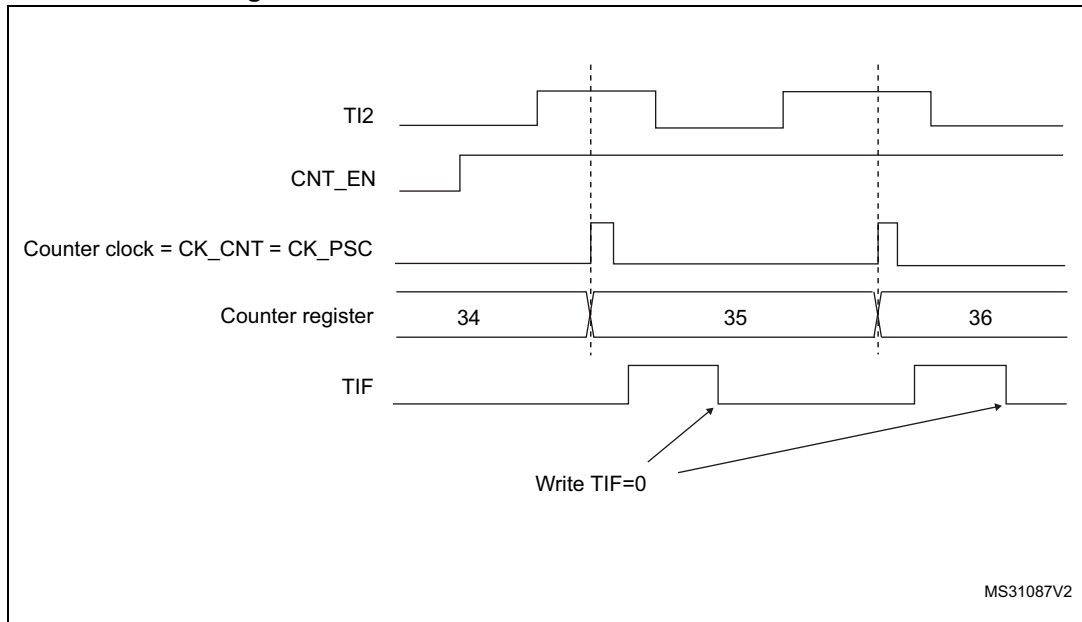 TI2
CNT_EN
Counter clock = CK_CNT = CK_PSC
Counter register 34 35 36
TIF
Write TIF=0
MS31087V2